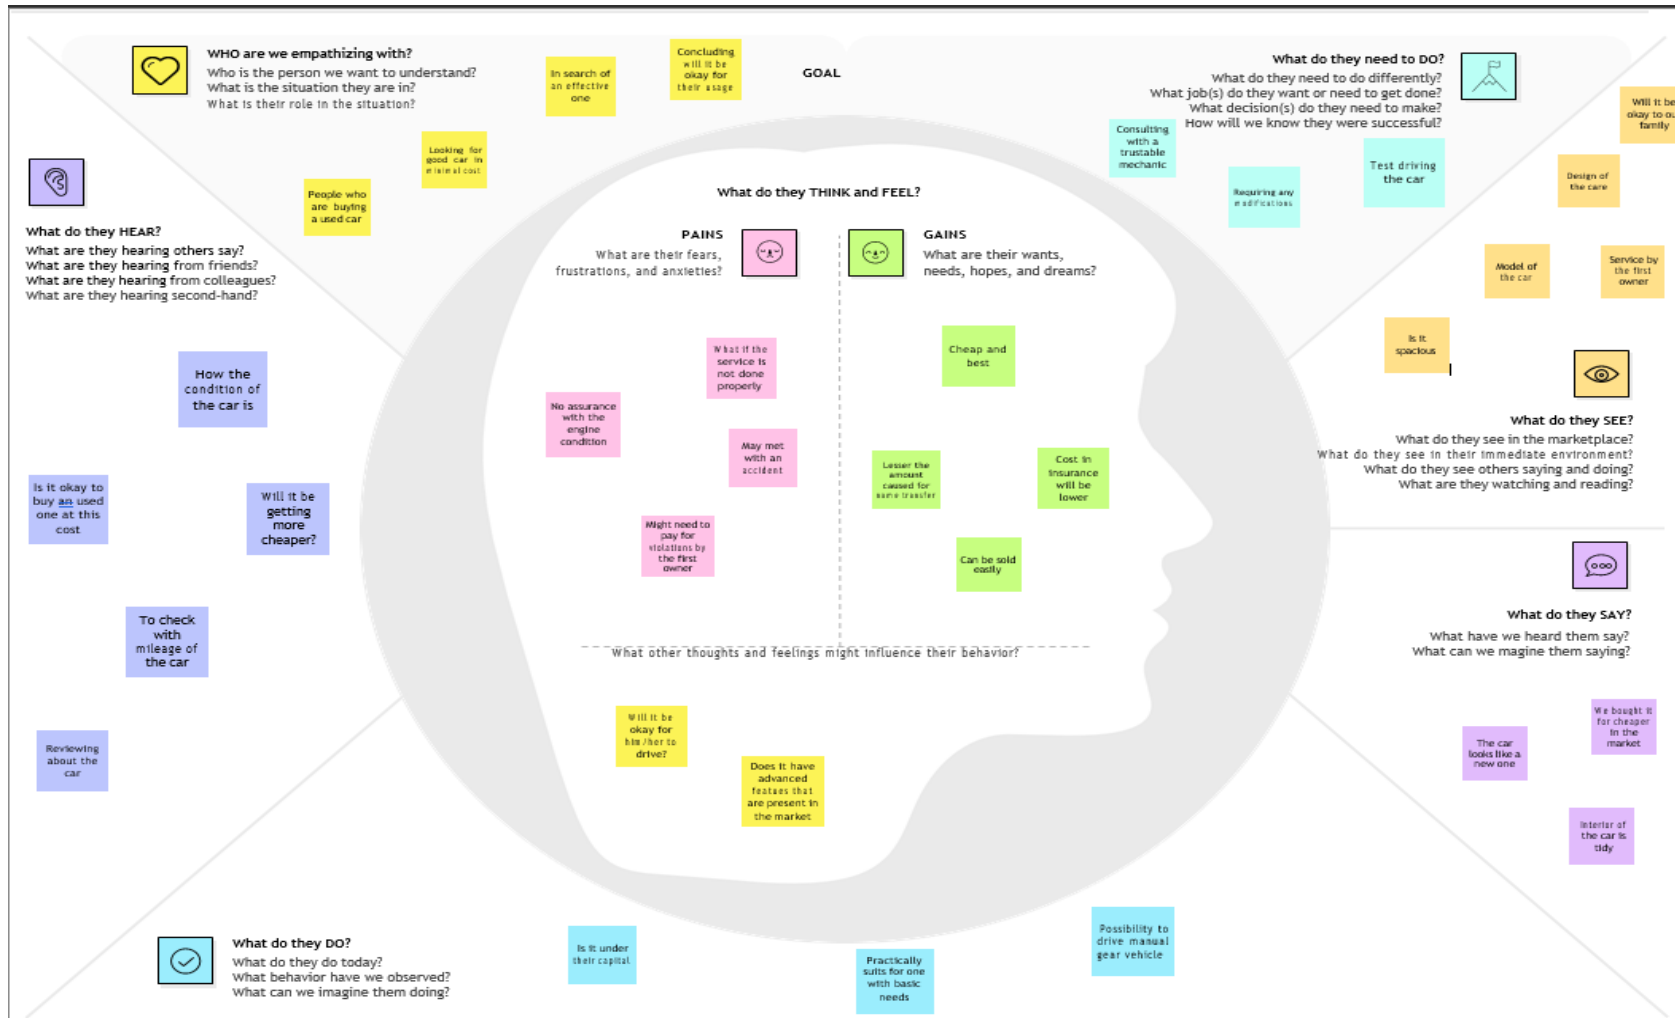 WHO are we empathizing with?
Who is the person we want to understand?
What is the situation they are in?
What is their role in the situation?
In search of
an effective
one
Concluding
will it be
okay for
their usage
Looking for
good car in
minimal cost
People who
are buying
a used car
GOAL
What do they need to DO?
What do they need to do differently?
What job(s) do they want or need to get done?
What decision(s) do they need to make?
How will we know they were successful?
Consulting
with a
trustable
mechanic
Requiring any
modifications
Test driving
the car
Will it be
okay to ou
family
Design of
the care
Model of
the car
Service by
the first
owner
Is it
spacious
What do they SEE?
What do they see in the marketplace?
What do they see in their immediate environment?
What do they see others saying and doing?
What are they watching and reading?
What do they HEAR?
What are they hearing others say?
What are they hearing from friends?
What are they hearing from colleagues?
What are they hearing second-hand?
How the
condition of
the car is
Is it okay to
buy an used
one at this
cost
Will it be
getting
more
cheaper?
To check
with
mileage of
the car
Reviewing
about the
car
What do they THINK and FEEL?
PAINS
What are their fears,
frustrations, and anxieties?
What if the
service is
not done
properly
No assurance
with the
engine
condition
May met
with an
accident
Might need to
pay for
violations by
the first
owner
GAINS
What are their wants,
needs, hopes, and dreams?
Cheap and
best
Lesser the
amount
caused for
name transfer
Cost in
insurance
will be
lower
Can be sold
easily
What other thoughts and feelings might influence their behavior?
Will it be
okay for
him/her to
drive?
Does it have
advanced
featues that
are present in
the market
What do they SAY?
What have we heard them say?
What can we magine them saying?
We bought it
for cheaper
in the
market
The car
looks like a
new one
Interior of
the car is
tidy
What do they DO?
What do they do today?
What behavior have we observed?
What can we imagine them doing?
Is it under
their capital
Practically
suits for one
with basic
needs
Possibility to
drive manual
gear vehicle